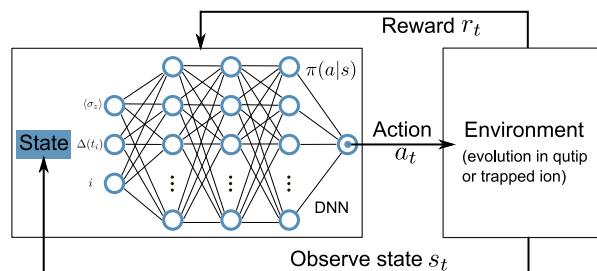 Reward r_t
π(a|s)
⟨σ_z⟩
State
Δ(t_i)
i
DNN
Action
a_t
Environment
(evolution in qutip
or trapped ion)
Observe state s_t